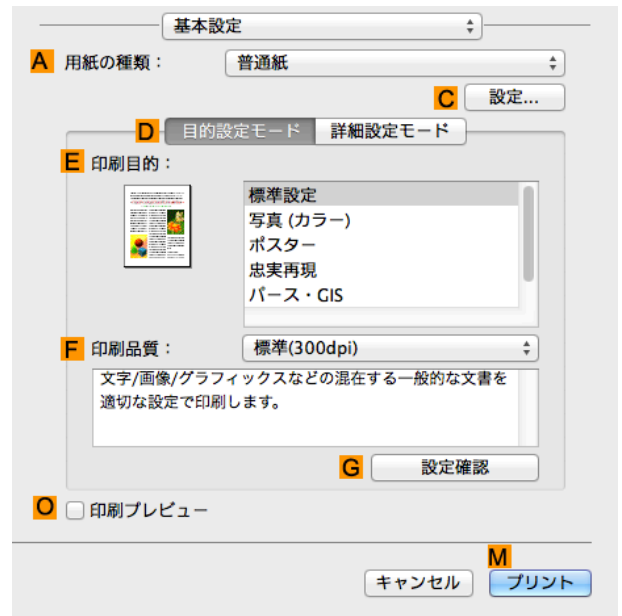 基本設定
A 用紙の種類： 普通紙
C 設定...
D 目的設定モード 詳細設定モード
E 印刷目的：
標準設定
写真 (カラー)
ポスター
忠実再現
パース・GIS
F 印刷品質： 標準(300dpi)
文字/画像/グラフィックスなどの混在する一般的な文書を
適切な設定で印刷します。
G 設定確認
O 印刷プレビュー
M
キャンセル プリント